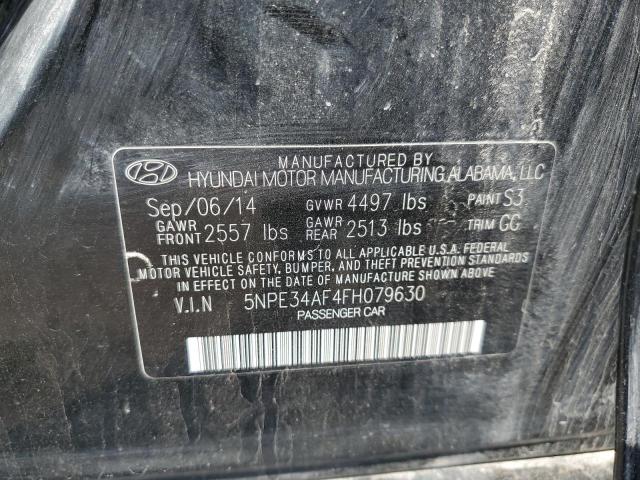 MANUFACTURED BY
HYUNDAI MOTOR MANUFACTURING ALABAMA, LLC
Sep/06/14 GVWR 4497 lbs PAINT S3
GAWR FRONT 2557 lbs GAWR REAR 2513 lbs TRIM GG
THIS VEHICLE CONFORMS TO ALL APPLICABLE U.S.A. FEDERAL
MOTOR VEHICLE SAFETY, BUMPER, AND THEFT PREVENTION
STANDARDS IN EFFECT ON THE DATE OF MANUFACTURE SHOWN ABOVE
V.I.N 5NPE34AF4FH079630
PASSENGER CAR